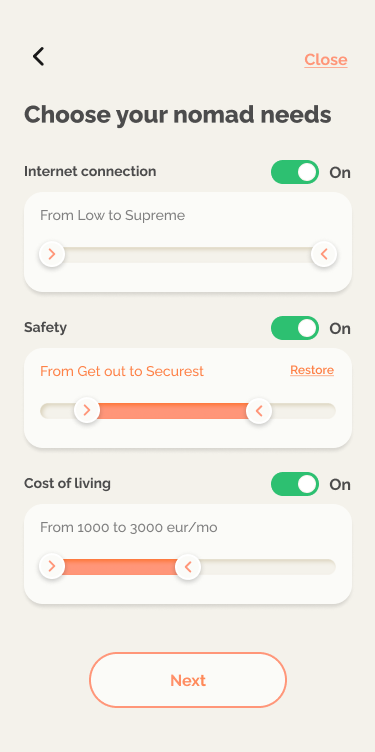 Close
Choose your nomad needs
Internet connection On
From Low to Supreme
Safety On
From Get out to Securest Restore
Cost of living On
From 1000 to 3000 eur/mo
Next